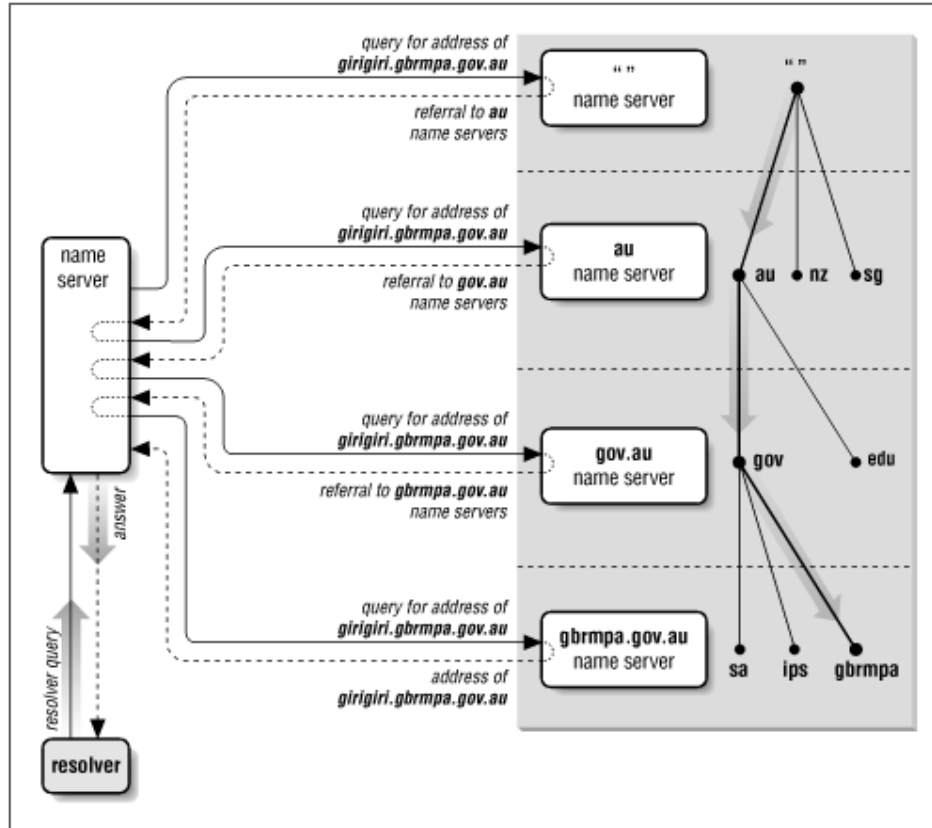 query for address of
girigiri.gbrmpa.gov.au
“ ”
name server
“ ”
referral to au
name servers
query for address of
girigiri.gbrmpa.gov.au
au
name server
au
nz
sg
name
server
referral to gov.au
name servers
query for address of
girigiri.gbrmpa.gov.au
gov.au
name server
gov
edu
referral to gbrmpa.gov.au
name servers
answer
query for address of
girigiri.gbrmpa.gov.au
gbrmpa.gov.au
name server
sa
ips
gbrmpa
address of
girigiri.gbrmpa.gov.au
resolver query
resolver